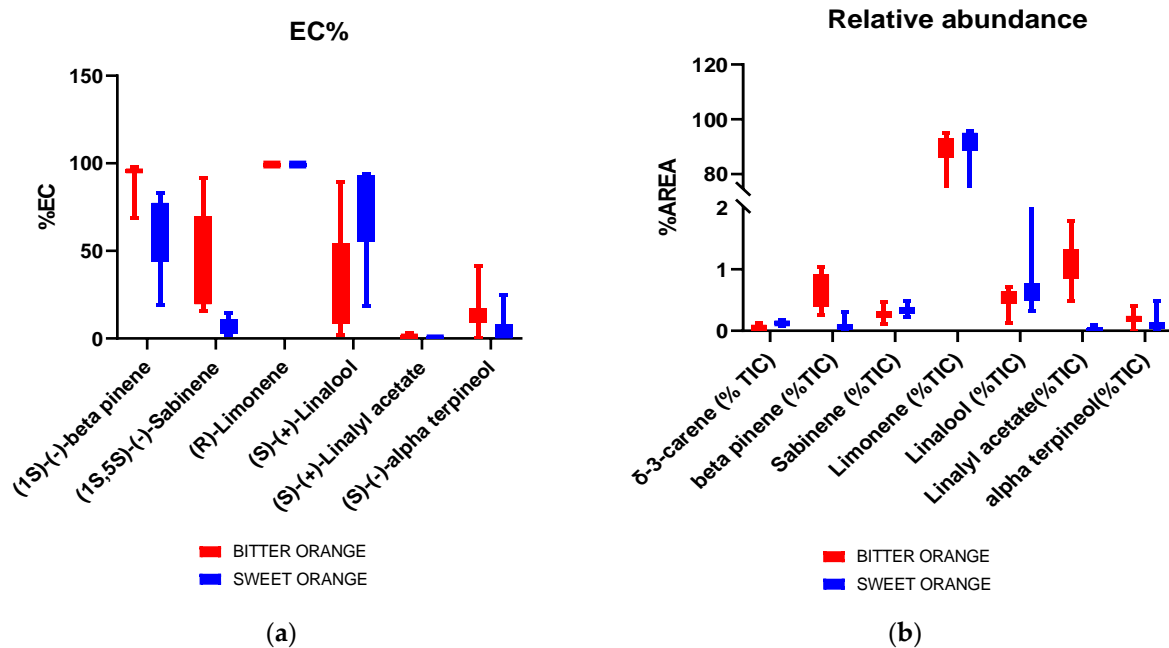 EC%
150
100
50
0
%EC
(1S)-(-)-beta pinene
(1S,5S)-(-)-Sabinene
(R)-Limonene
(S)-(+)-Linalool
(S)-(+)-Linalyl acetate
(S)-(-)-alpha terpineol
BITTER ORANGE
SWEET ORANGE
(a)
Relative abundance
120
100
80
2
1
0
%AREA
δ-3-carene (% TIC)
beta pinene (%TIC)
Sabinene (%TIC)
Limonene (%TIC)
Linalool (%TIC)
Linalyl acetate(%TIC)
alpha terpineol(%TIC)
BITTER ORANGE
SWEET ORANGE
(b)